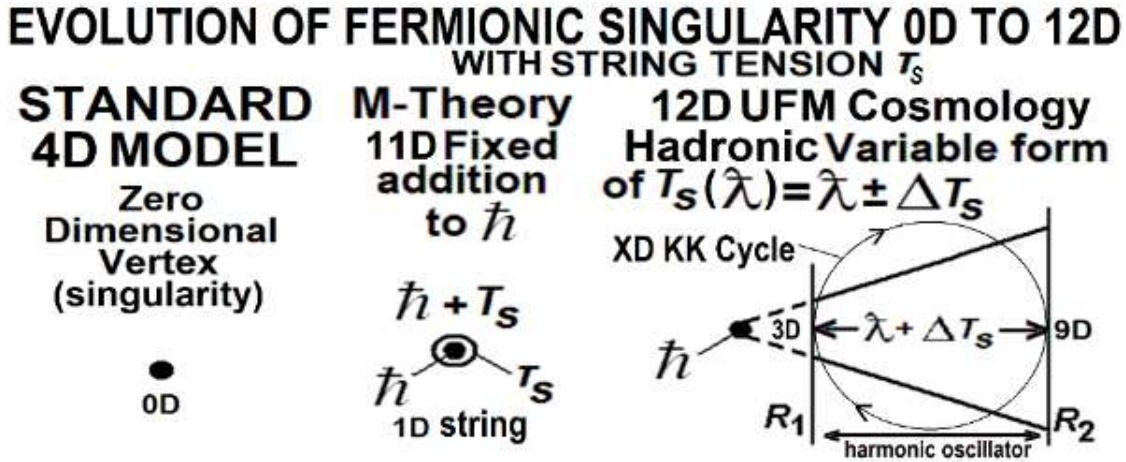 EVOLUTION OF FERMIONIC SINGULARITY 0D TO 12D
WITH STRING TENSION Tₛ
STANDARD
4D MODEL
Zero
Dimensional
Vertex
(singularity)
0D
M-Theory
11D Fixed
addition
to ℏ
ℏ + Tₛ
ℏ
Tₛ
1D string
12D UFM Cosmology
Hadronic Variable form
of Tₛ(ƛ)=ƛ± ΔTₛ
XD KK Cycle
ℏ
3D
ƛ+ ΔTₛ
9D
R₁
R₂
harmonic oscillator